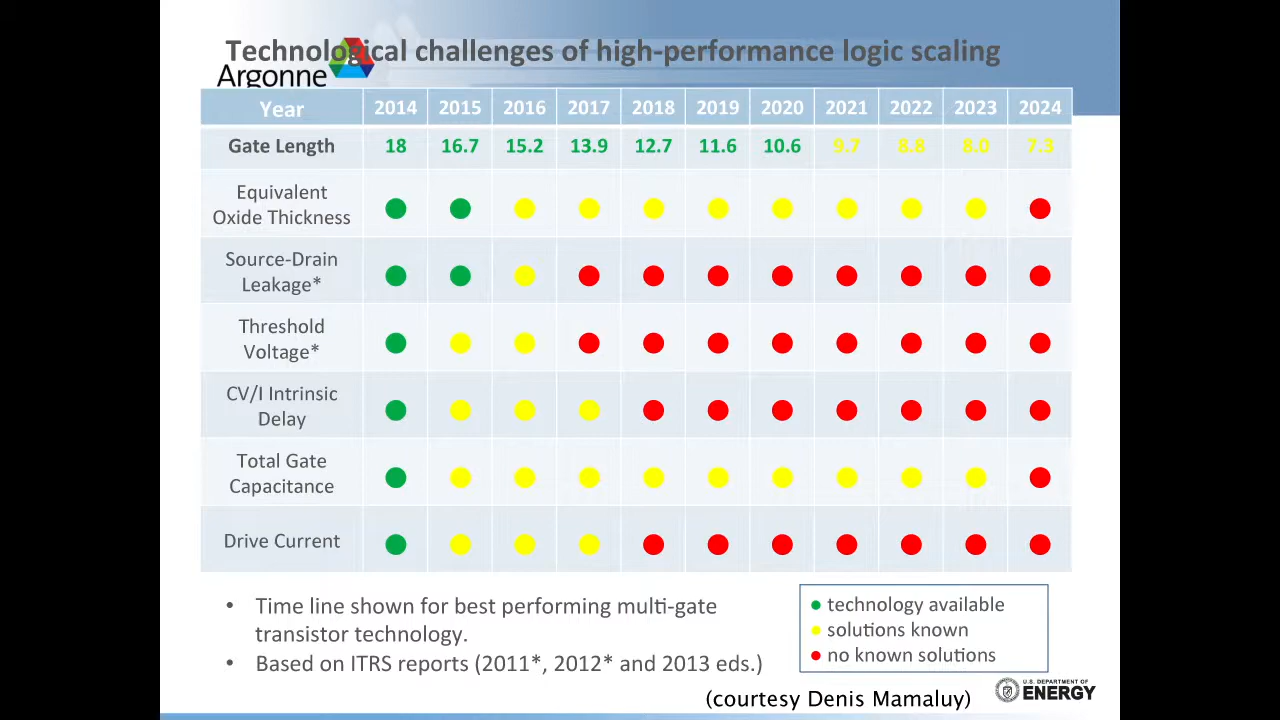 Technological challenges of high-performance logic scaling
Argonne
Year 2014 2015 2016 2017 2018 2019 2020 2021 2022 2023 2024
Gate Length 18 16.7 15.2 13.9 12.7 11.6 10.6 9.7 8.8 8.0 7.3
Equivalent
Oxide Thickness
Source-Drain
Leakage*
Threshold
Voltage*
CV/I Intrinsic
Delay
Total Gate
Capacitance
Drive Current
• Time line shown for best performing multi-gate
transistor technology.
• Based on ITRS reports (2011*, 2012* and 2013 eds.)
technology available
solutions known
no known solutions
(courtesy Denis Mamaluy)
U.S. DEPARTMENT OF
ENERGY